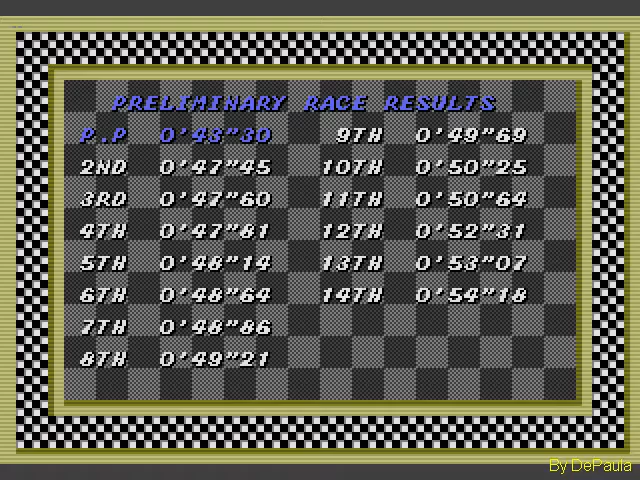 PRELIMINARY RACE RESULTS
P.P 0'43"30 9TH 0'49"69
2ND 0'47"45 10TH 0'50"25
3RD 0'47"60 11TH 0'50"64
4TH 0'47"81 12TH 0'52"31
5TH 0'48"14 13TH 0'53"07
6TH 0'48"64 14TH 0'54"18
7TH 0'48"86
8TH 0'49"21
By DePaula